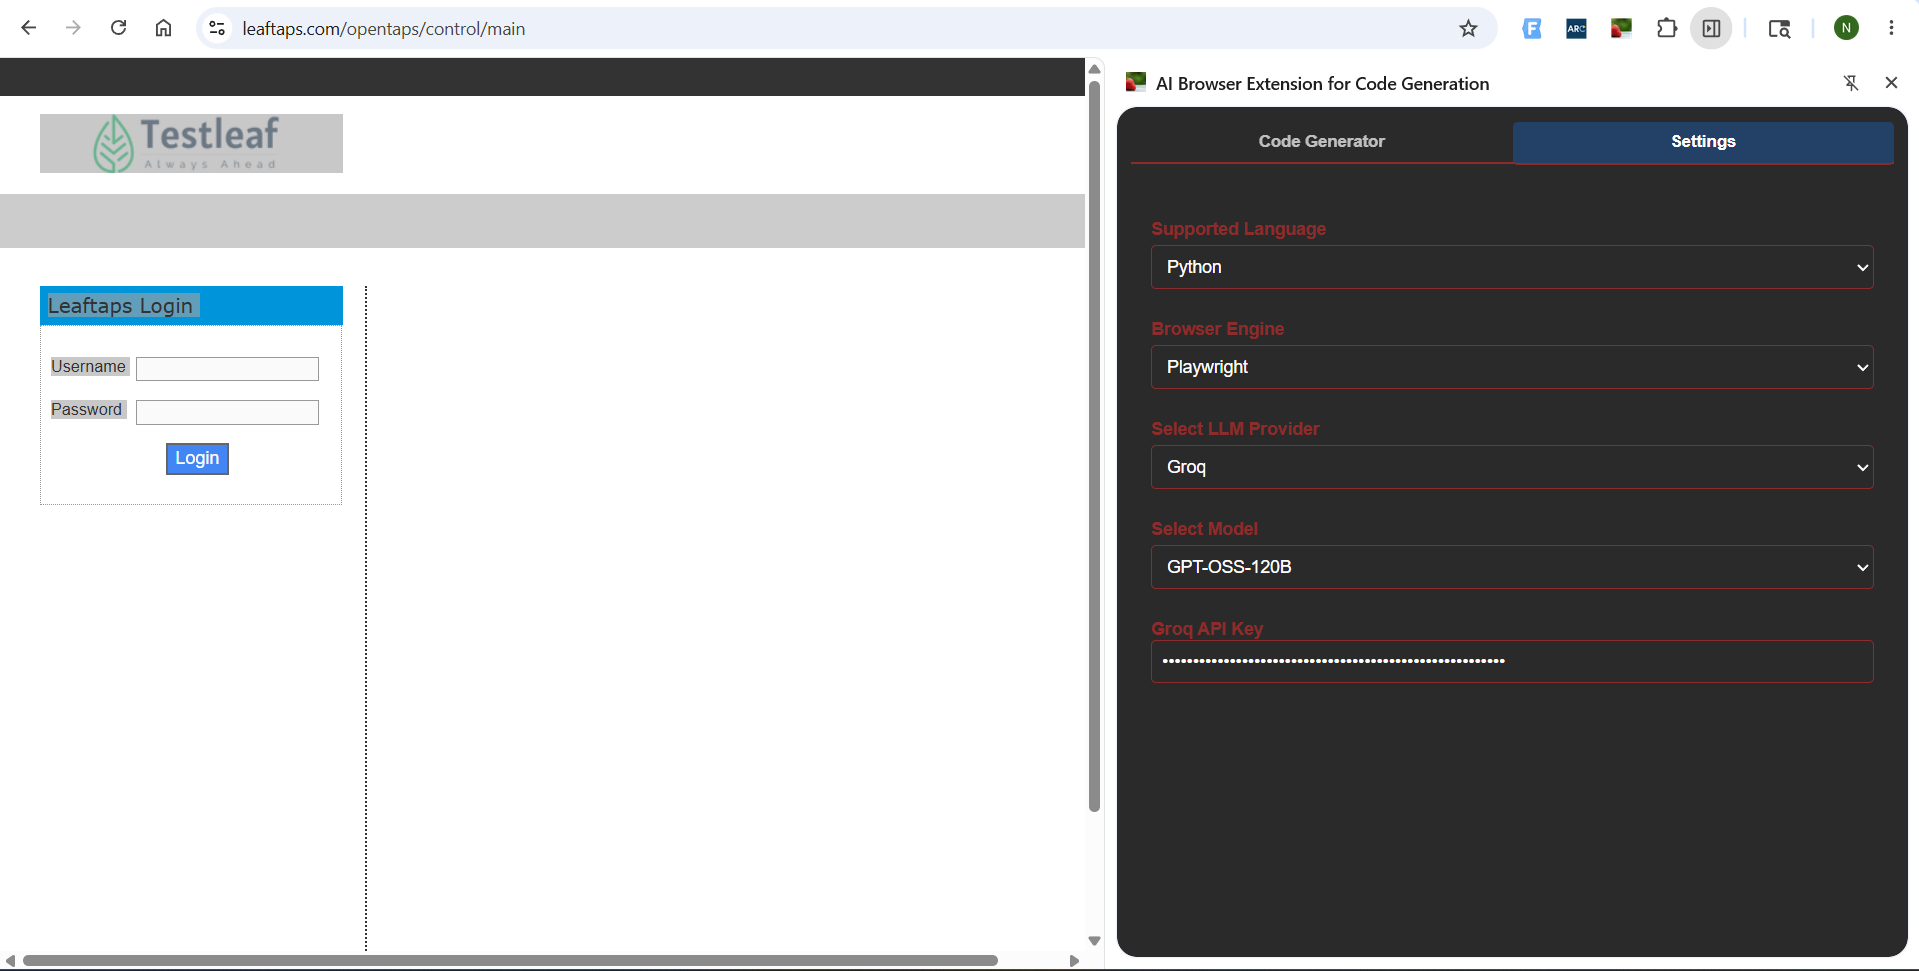 leaftaps.com/opentaps/control/main
ARC
N
Testleaf
Always Ahead
Leaftaps Login
Username
Password
Login
AI Browser Extension for Code Generation
Code Generator
Settings
Supported Language
Python
Browser Engine
Playwright
Select LLM Provider
Groq
Select Model
GPT-OSS-120B
Groq API Key